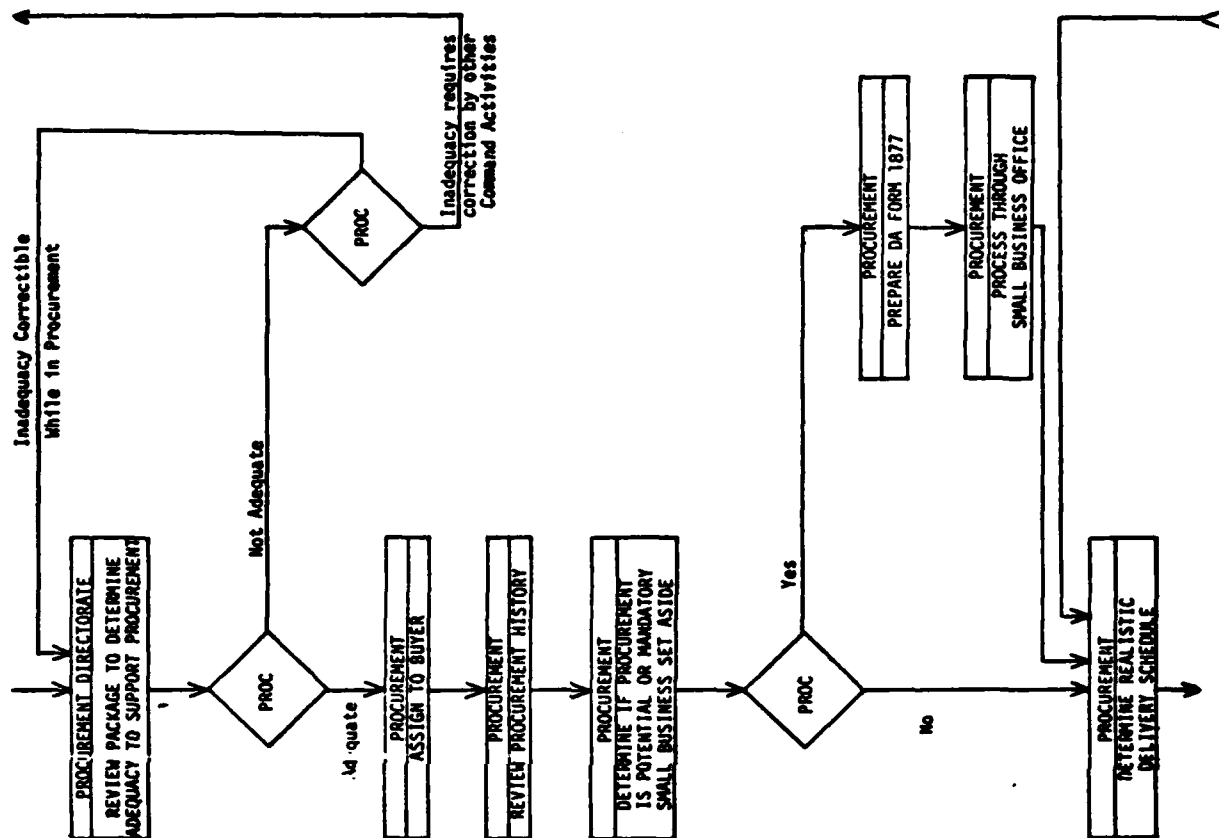 Inadequacy Correctible
While in Procurement
Inadequacy requires
correction by other
Command Activities
PROCUREMENT DIRECTORATE
REVIEW PACKAGE TO DETERMINE
ADEQUACY TO SUPPORT PROCUREMENT
PROC
Not Adequate
PROC
PROCUREMENT
ASSIGN TO BUYER
PROCUREMENT
REVIEW PROCUREMENT HISTORY
PROCUREMENT
DETERMINE IF PROCUREMENT
IS POTENTIAL OR MANDATORY
SMALL BUSINESS SET ASIDE
PROC
Yes
No
PROCUREMENT
PREPARE DA FORM 1877
PROCUREMENT
PROCESS THROUGH
SMALL BUSINESS OFFICE
PROCUREMENT
DETERMINE REALISTIC
DELIVERY SCHEDULE